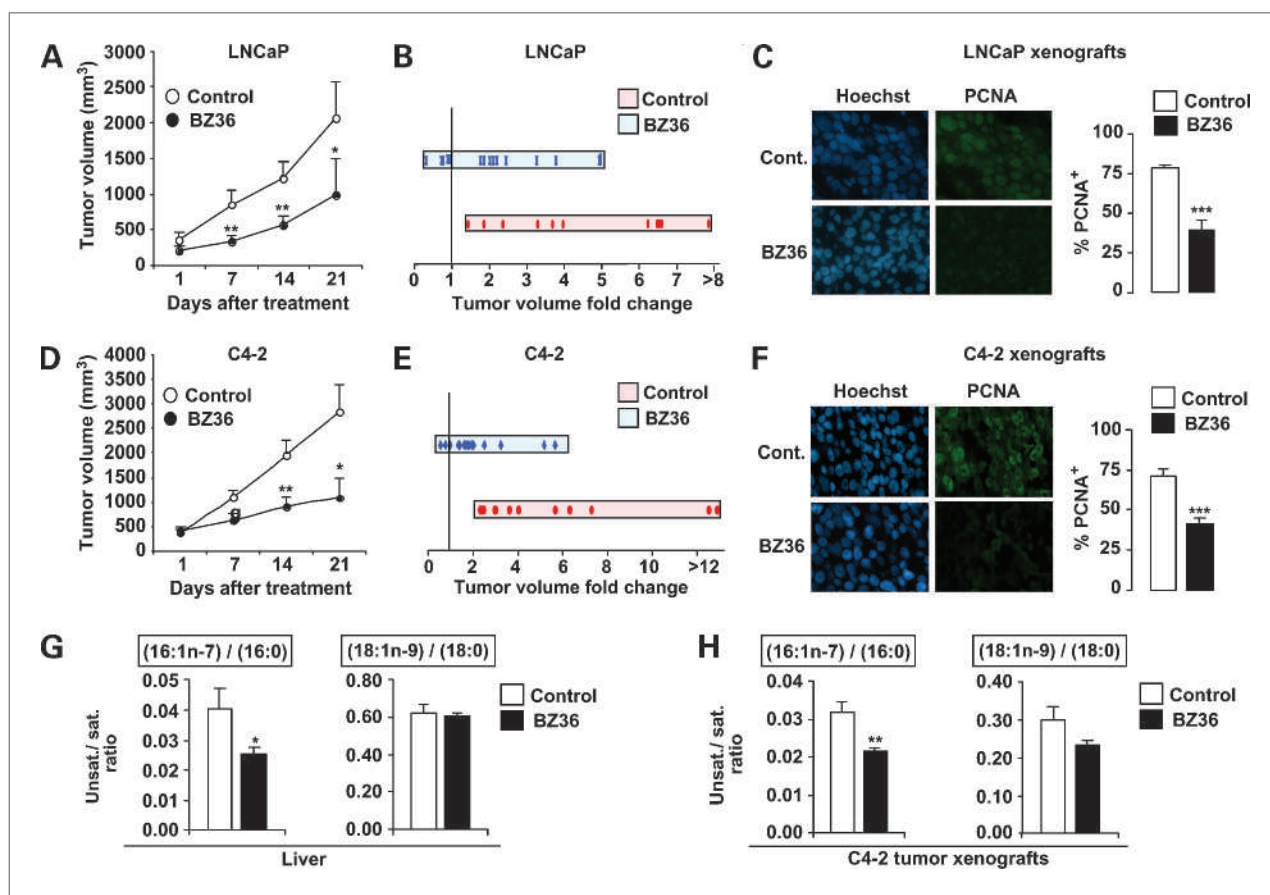 A
LNCaP
Tumor volume (mm³)
3000
2500
2000
1500
1000
500
0
Control
BZ36
**
**
*
1 7 14 21
Days after treatment
B
LNCaP
Control
BZ36
0 1 2 3 4 5 6 7 >8
Tumor volume fold change
C
LNCaP xenografts
Hoechst PCNA
Cont.
BZ36
Control
BZ36
% PCNA⁺
100
75
50
25
0
***
D
C4-2
Tumor volume (mm³)
4000
3500
3000
2500
2000
1500
1000
500
0
Control
BZ36
**
*
1 7 14 21
Days after treatment
E
C4-2
Control
BZ36
0 2 4 6 8 10 >12
Tumor volume fold change
F
C4-2 xenografts
Hoechst PCNA
Cont.
BZ36
Control
BZ36
% PCNA⁺
100
75
50
25
0
***
G
(16:1n-7) / (16:0)
Unsat./ sat.
ratio
0.05
0.04
0.03
0.02
0.01
0.00
*
(18:1n-9) / (18:0)
0.80
0.60
0.40
0.20
0.00
Control
BZ36
Liver
H
(16:1n-7) / (16:0)
Unsat./ sat.
ratio
0.04
0.03
0.02
0.01
0.00
**
(18:1n-9) / (18:0)
0.40
0.30
0.20
0.10
0.00
Control
BZ36
C4-2 tumor xenografts